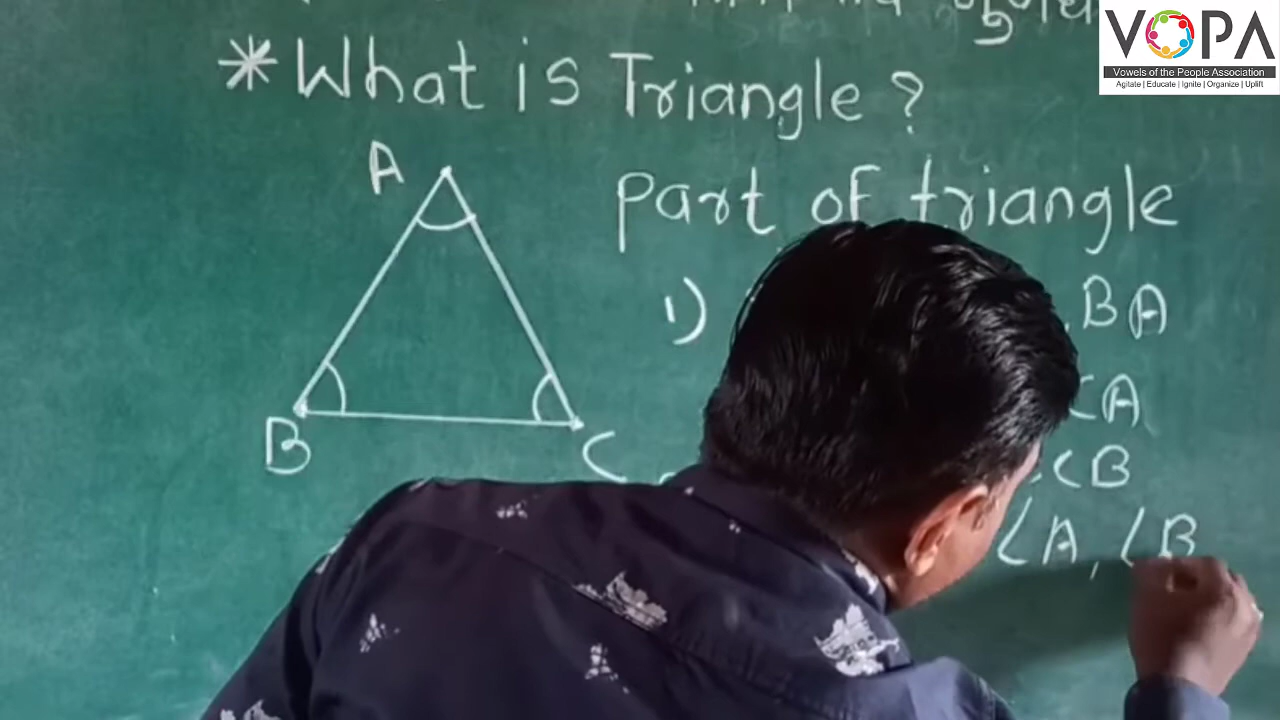 VOPA
Vowels of the People Association
Agitate | Educate | Ignite | Organize | Uplift
* What is Triangle ?
A
part of triangle
1) BA
CA
B C CB
<A, <B